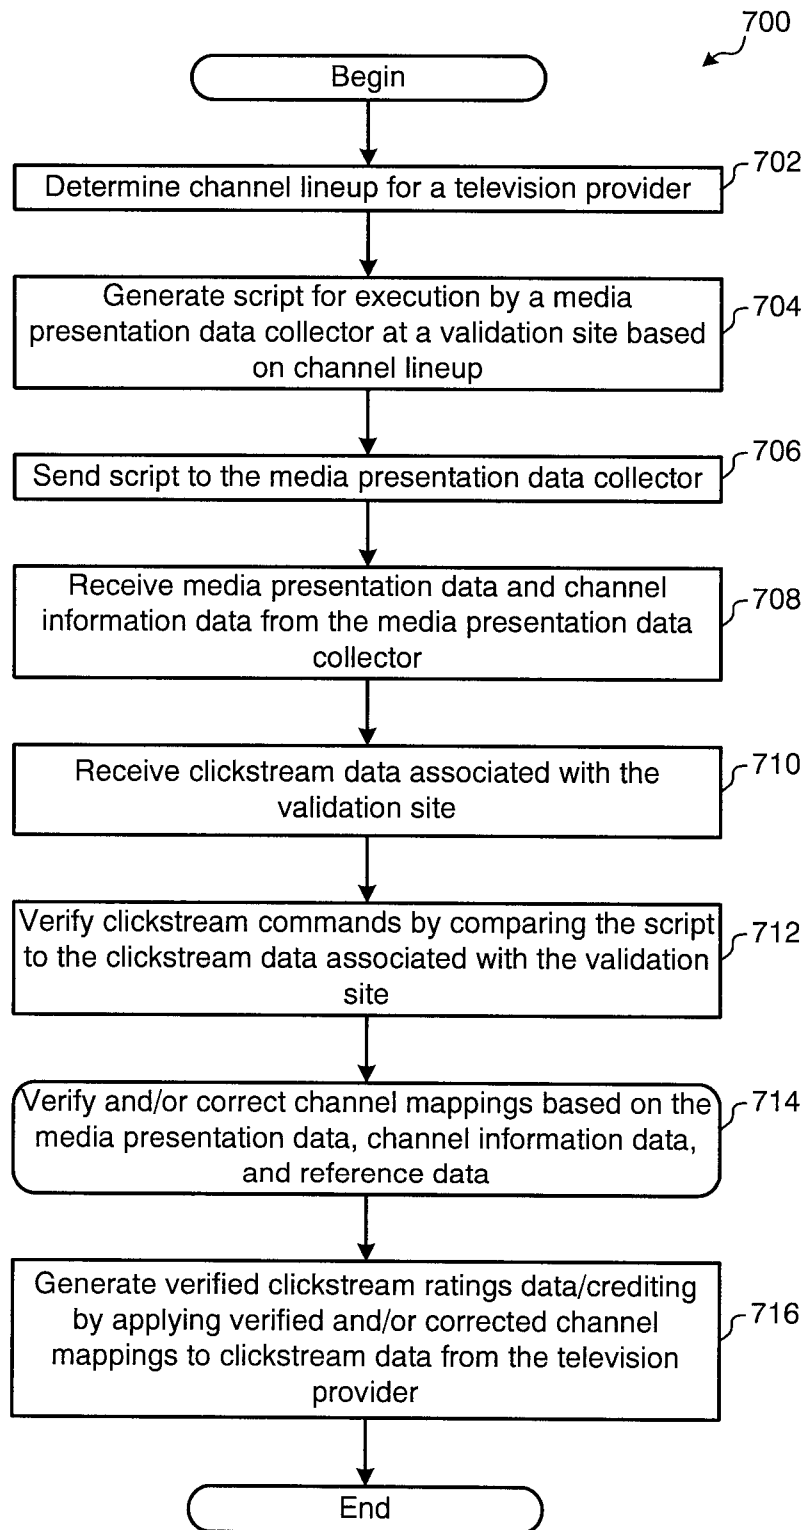 700
Begin
702
Determine channel lineup for a television provider
704
Generate script for execution by a media
presentation data collector at a validation site based
on channel lineup
706
Send script to the media presentation data collector
708
Receive media presentation data and channel
information data from the media presentation data
collector
710
Receive clickstream data associated with the
validation site
712
Verify clickstream commands by comparing the script
to the clickstream data associated with the validation
site
714
Verify and/or correct channel mappings based on the
media presentation data, channel information data,
and reference data
716
Generate verified clickstream ratings data/crediting
by applying verified and/or corrected channel
mappings to clickstream data from the television
provider
End